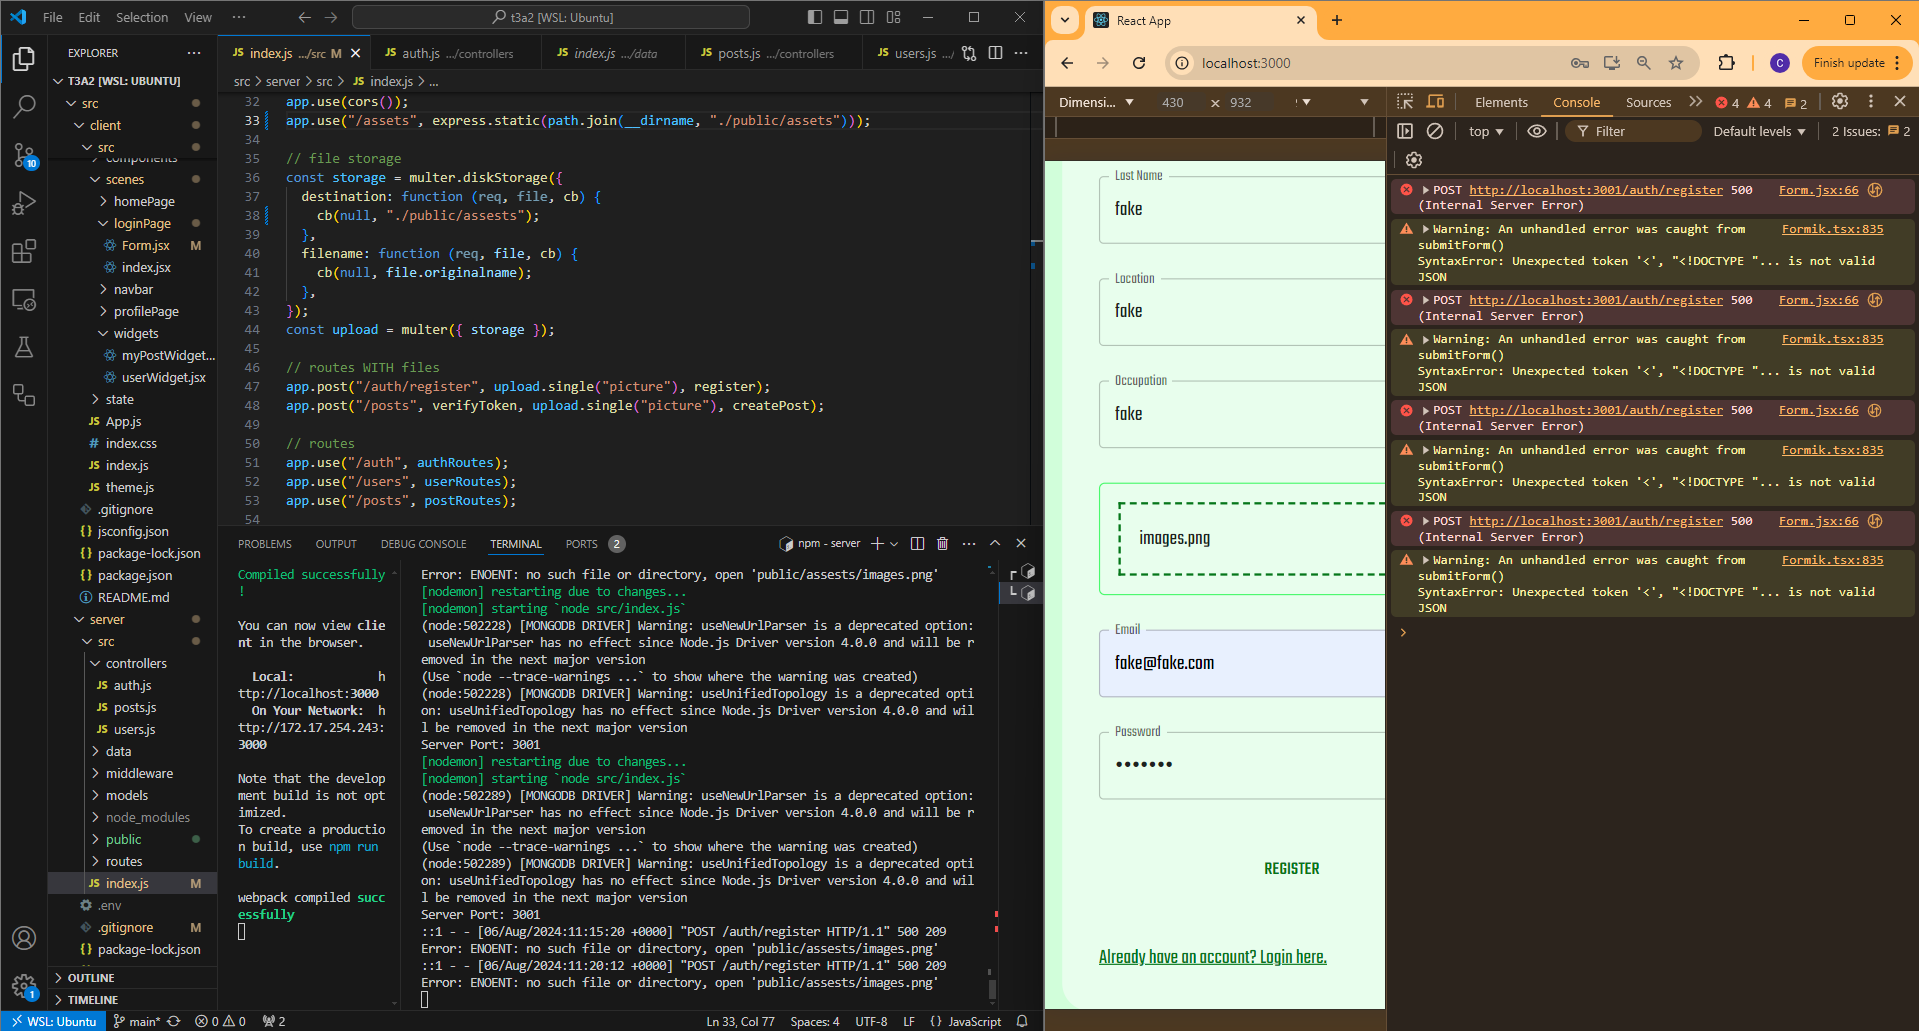 File Edit Selection View ··· t3a2 [WSL: Ubuntu]
EXPLORER ···
T3A2 [WSL: UBUNTU]
src
client
src
components
scenes
homePage
loginPage
Form.jsx M
index.jsx
navbar
profilePage
widgets
myPostWidget...
userWidget.jsx
state
App.js
index.css
index.js
theme.js
.gitignore
jsconfig.json
package-lock.json
package.json
README.md
server
src
controllers
auth.js
posts.js
users.js
data
middleware
models
node_modules
public
routes
index.js M
.env
.gitignore M
package-lock.json
OUTLINE
TIMELINE
10
1
index.js .../src M auth.js .../controllers index.js .../data posts.js .../controllers users.js .../
src > server > src > JS index.js > ...
32 app.use(cors());
33 app.use("/assets", express.static(path.join(__dirname, "./public/assets")));
34
35 // file storage
36 const storage = multer.diskStorage({
37 destination: function (req, file, cb) {
38 cb(null, "./public/assests");
39 },
40 filename: function (req, file, cb) {
41 cb(null, file.originalname);
42 },
43 });
44 const upload = multer({ storage });
45
46 // routes WITH files
47 app.post("/auth/register", upload.single("picture"), register);
48 app.post("/posts", verifyToken, upload.single("picture"), createPost);
49
50 // routes
51 app.use("/auth", authRoutes);
52 app.use("/users", userRoutes);
53 app.use("/posts", postRoutes);
54
PROBLEMS OUTPUT DEBUG CONSOLE TERMINAL PORTS 2 npm - server
Compiled successfully
!
You can now view clie
nt in the browser.
Local: h
ttp://localhost:3000
On Your Network: h
ttp://172.17.254.243:
3000
Note that the develop
ment build is not opt
imized.
To create a productio
n build, use npm run
build.
webpack compiled succ
essfully
Error: ENOENT: no such file or directory, open 'public/assests/images.png'
[nodemon] restarting due to changes...
[nodemon] starting `node src/index.js`
(node:502228) [MONGODB DRIVER] Warning: useNewUrlParser is a deprecated option:
useNewUrlParser has no effect since Node.js Driver version 4.0.0 and will be r
emoved in the next major version
(Use `node --trace-warnings ...` to show where the warning was created)
(node:502228) [MONGODB DRIVER] Warning: useUnifiedTopology is a deprecated opti
on: useUnifiedTopology has no effect since Node.js Driver version 4.0.0 and wil
l be removed in the next major version
Server Port: 3001
[nodemon] restarting due to changes...
[nodemon] starting `node src/index.js`
(node:502289) [MONGODB DRIVER] Warning: useNewUrlParser is a deprecated option:
useNewUrlParser has no effect since Node.js Driver version 4.0.0 and will be r
emoved in the next major version
(Use `node --trace-warnings ...` to show where the warning was created)
(node:502289) [MONGODB DRIVER] Warning: useUnifiedTopology is a deprecated opti
on: useUnifiedTopology has no effect since Node.js Driver version 4.0.0 and wil
l be removed in the next major version
Server Port: 3001
::1 - - [06/Aug/2024:11:15:20 +0000] "POST /auth/register HTTP/1.1" 500 209
Error: ENOENT: no such file or directory, open 'public/assests/images.png'
::1 - - [06/Aug/2024:11:20:12 +0000] "POST /auth/register HTTP/1.1" 500 209
Error: ENOENT: no such file or directory, open 'public/assests/images.png'
WSL: Ubuntu main* 0 0 2 Ln 33, Col 77 Spaces: 4 UTF-8 LF {} JavaScript
React App
localhost:3000 C Finish update
Dimensi... 430 x 932
Last Name
fake
Location
fake
Occupation
fake
images.png
Email
fake@fake.com
Password
•••••••
REGISTER
Already have an account? Login here.
Elements Console Sources 4 4 2
top Filter Default levels 2 Issues: 2
POST http://localhost:3001/auth/register 500 Form.jsx:66
(Internal Server Error)
Warning: An unhandled error was caught from Formik.tsx:835
submitForm()
SyntaxError: Unexpected token '<', "<!DOCTYPE "... is not valid
JSON
POST http://localhost:3001/auth/register 500 Form.jsx:66
(Internal Server Error)
Warning: An unhandled error was caught from Formik.tsx:835
submitForm()
SyntaxError: Unexpected token '<', "<!DOCTYPE "... is not valid
JSON
POST http://localhost:3001/auth/register 500 Form.jsx:66
(Internal Server Error)
Warning: An unhandled error was caught from Formik.tsx:835
submitForm()
SyntaxError: Unexpected token '<', "<!DOCTYPE "... is not valid
JSON
POST http://localhost:3001/auth/register 500 Form.jsx:66
(Internal Server Error)
Warning: An unhandled error was caught from Formik.tsx:835
submitForm()
SyntaxError: Unexpected token '<', "<!DOCTYPE "... is not valid
JSON